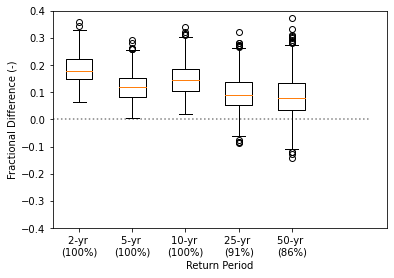 Fractional Difference (-)
0.4
0.3
0.2
0.1
0.0
−0.1
−0.2
−0.3
−0.4
2-yr 5-yr 10-yr 25-yr 50-yr
(100%) (100%) (100%) (91%) (86%)
Return Period